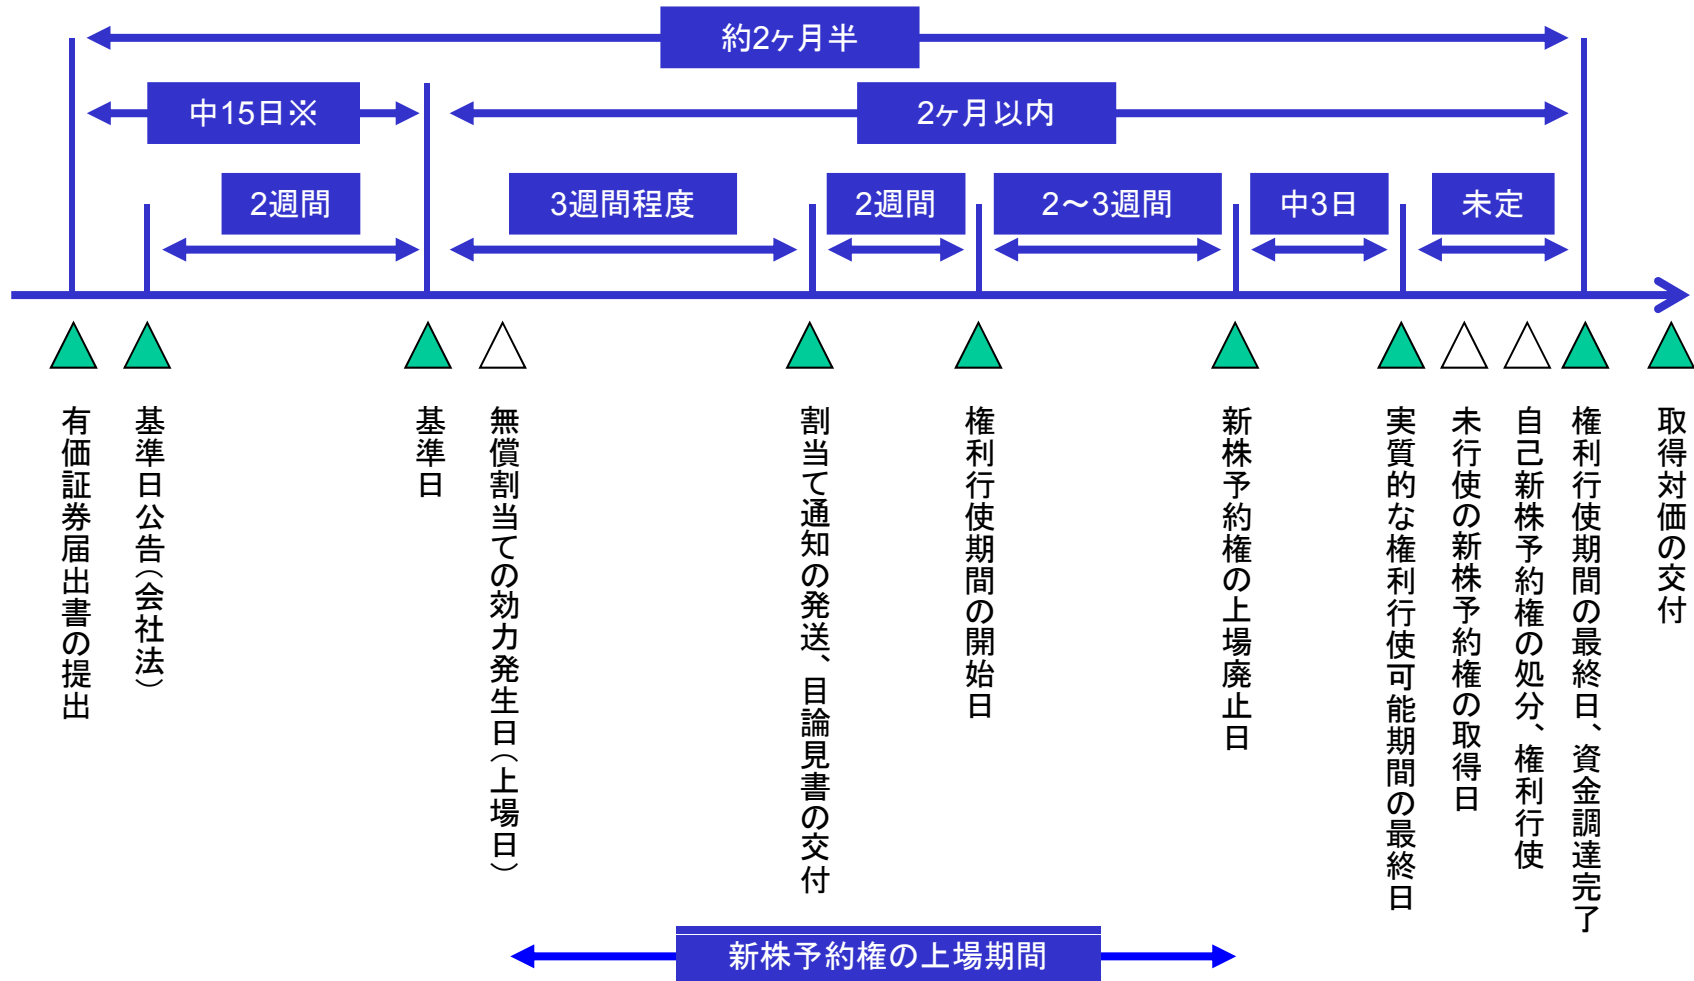 約2ヶ月半
中15日※
2ヶ月以内
2週間
3週間程度
2週間
2～3週間
中3日
未定
有価証券届出書の提出
基準日公告（会社法）
基準日
無償割当ての効力発生日（上場日）
割当て通知の発送、目論見書の交付
権利行使期間の開始日
新株予約権の上場廃止日
実質的な権利行使可能期間の最終日
未行使の新株予約権の取得日
自己新株予約権の処分、権利行使
権利行使期間の最終日、資金調達完了
取得対価の交付
新株予約権の上場期間